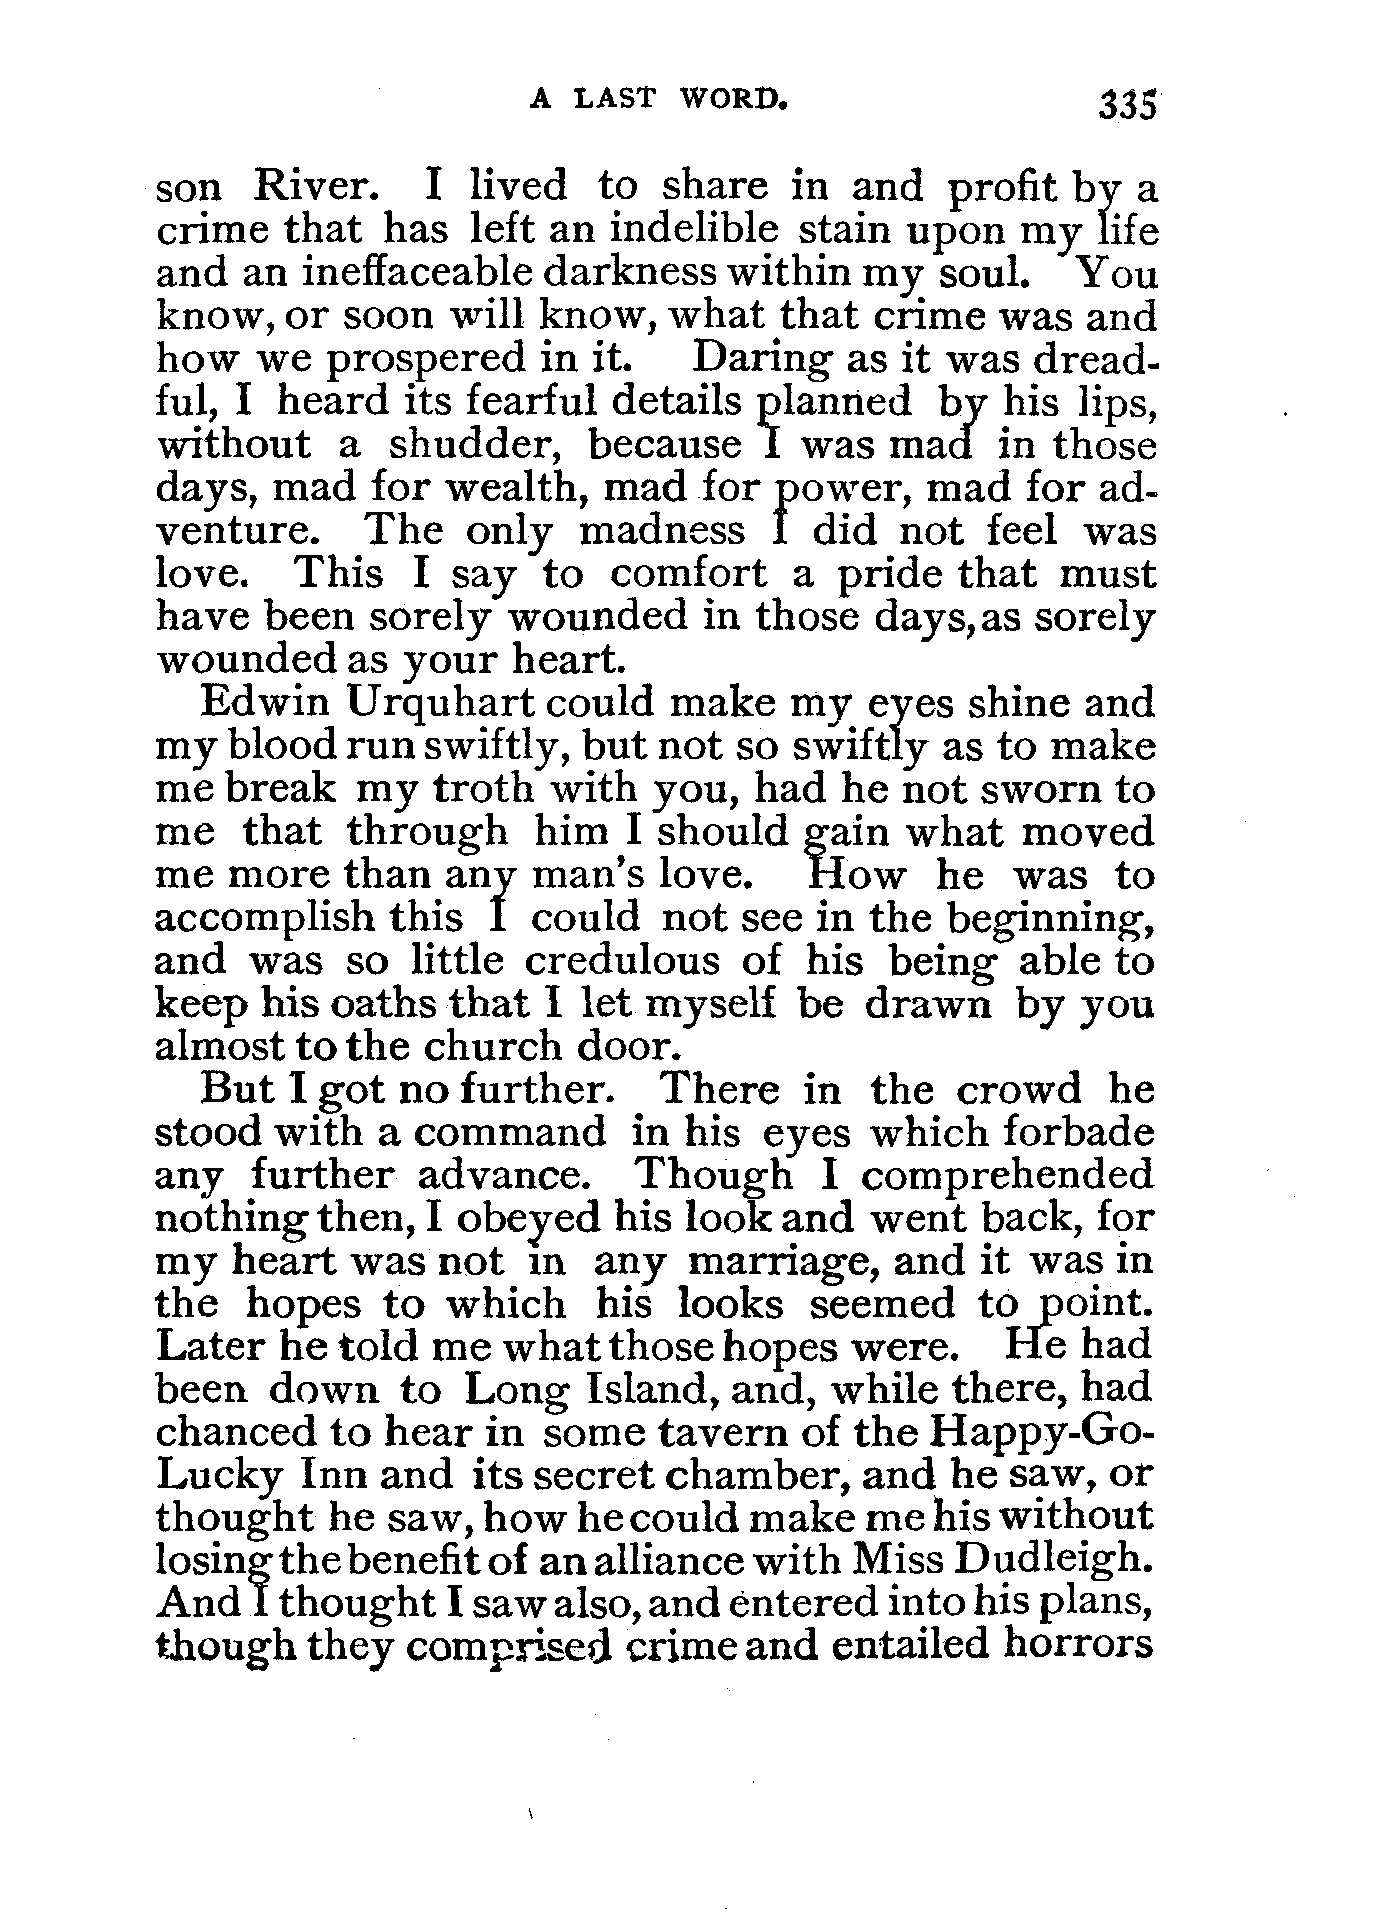 A LAST WORD. 335
son River. I lived to share in and profit by a
crime that has left an indelible stain upon my life
and an ineffaceable darkness within my soul. You
know, or soon will know, what that crime was and
how we prospered in it. Daring as it was dread-
ful, I heard its fearful details planned by his lips,
without a shudder, because I was mad in those
days, mad for wealth, mad for power, mad for ad-
venture. The only madness I did not feel was
love. This I say to comfort a pride that must
have been sorely wounded in those days, as sorely
wounded as your heart.
Edwin Urquhart could make my eyes shine and
my blood run swiftly, but not so swiftly as to make
me break my troth with you, had he not sworn to
me that through him I should gain what moved
me more than any man's love. How he was to
accomplish this I could not see in the beginning,
and was so little credulous of his being able to
keep his oaths that I let myself be drawn by you
almost to the church door.
But I got no further. There in the crowd he
stood with a command in his eyes which forbade
any further advance. Though I comprehended
nothing then, I obeyed his look and went back, for
my heart was not in any marriage, and it was in
the hopes to which his looks seemed to point.
Later he told me what those hopes were. He had
been down to Long Island, and, while there, had
chanced to hear in some tavern of the Happy-Go-
Lucky Inn and its secret chamber, and he saw, or
thought he saw, how he could make me his without
losing the benefit of an alliance with Miss Dudleigh.
And I thought I saw also, and entered into his plans,
though they comprised crime and entailed horrors